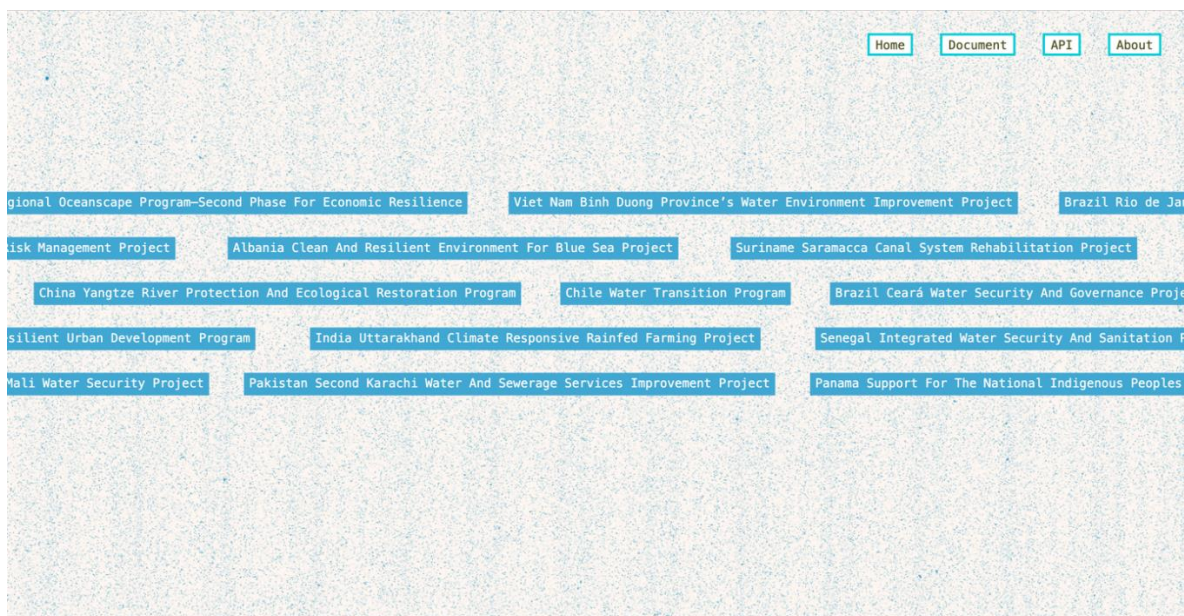 Home Document API About
gional Oceanscape Program—Second Phase For Economic Resilience Viet Nam Binh Duong Province’s Water Environment Improvement Project Brazil Rio de Jan
Risk Management Project Albania Clean And Resilient Environment For Blue Sea Project Suriname Saramacca Canal System Rehabilitation Project
China Yangtze River Protection And Ecological Restoration Program Chile Water Transition Program Brazil Ceará Water Security And Governance Proje
silient Urban Development Program India Uttarakhand Climate Responsive Rainfed Farming Project Senegal Integrated Water Security And Sanitation P
Mali Water Security Project Pakistan Second Karachi Water And Sewerage Services Improvement Project Panama Support For The National Indigenous Peoples